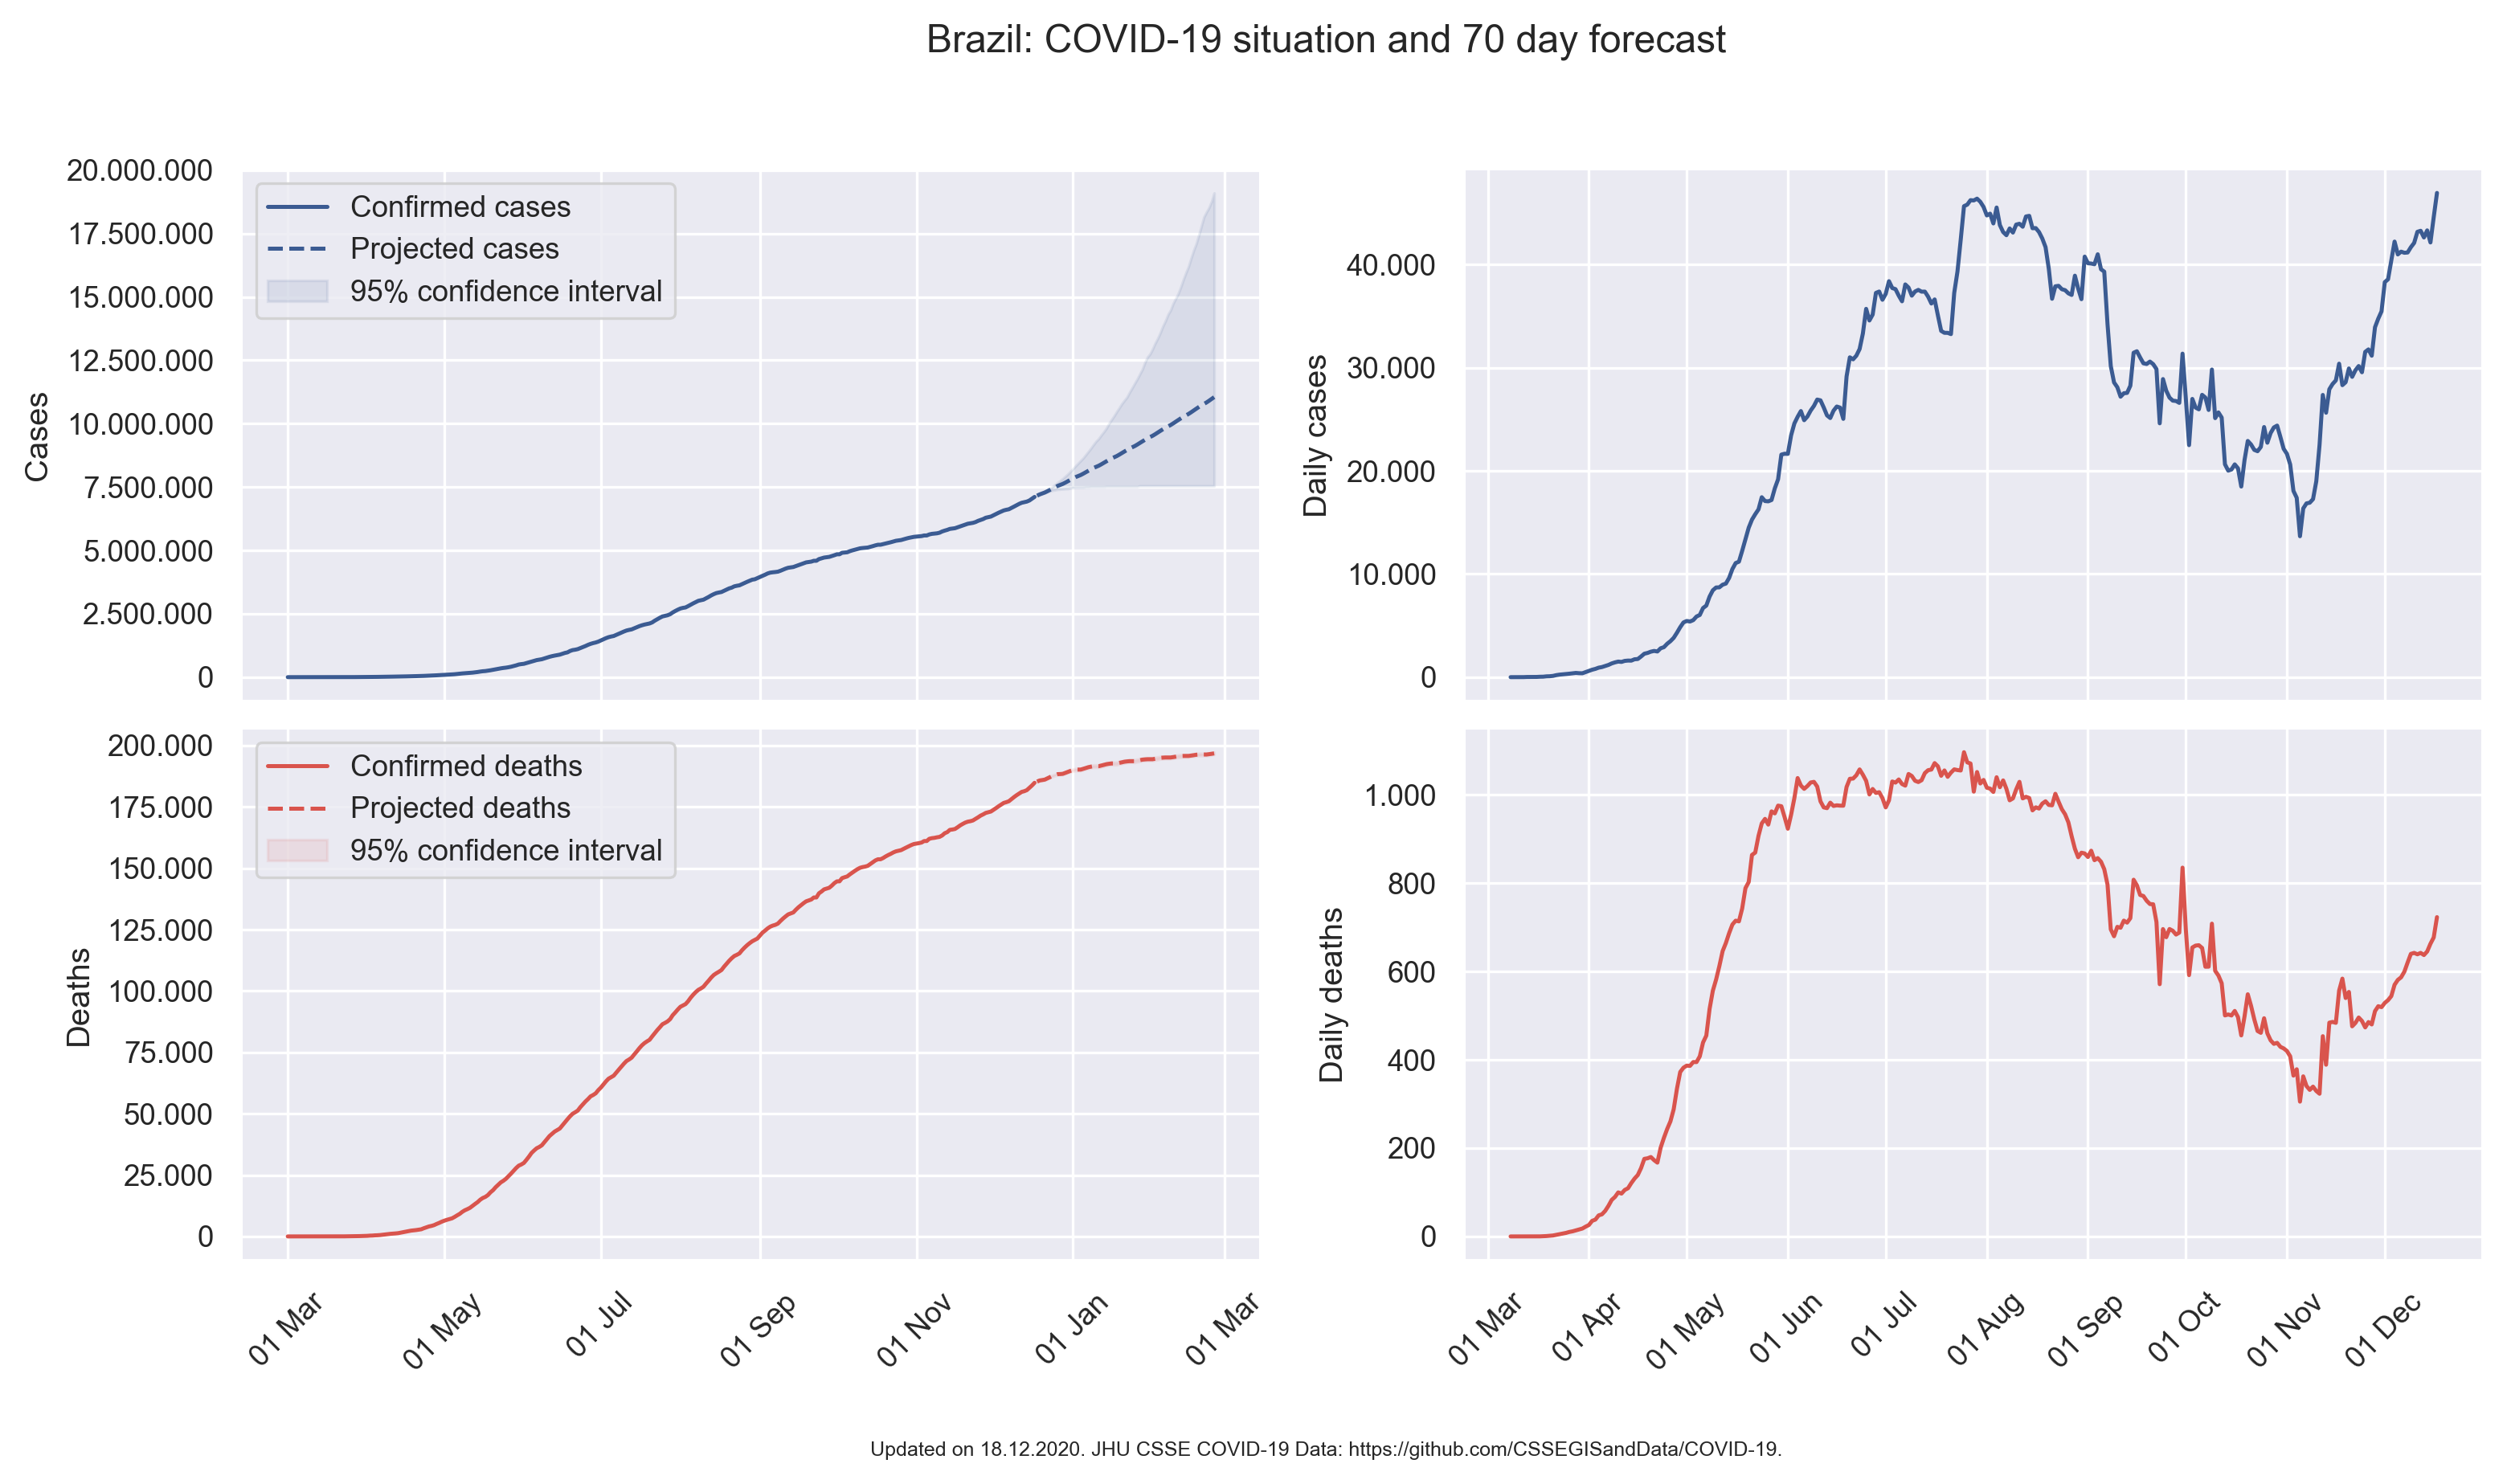 Brazil: COVID-19 situation and 70 day forecast
20.000.000
17.500.000
15.000.000
12.500.000
10.000.000
7.500.000
5.000.000
2.500.000
0
Cases
Confirmed cases
Projected cases
95% confidence interval
40.000
30.000
20.000
10.000
0
Daily cases
200.000
175.000
150.000
125.000
100.000
75.000
50.000
25.000
0
Deaths
Confirmed deaths
Projected deaths
95% confidence interval
01 Mar
01 May
01 Jul
01 Sep
01 Nov
01 Jan
01 Mar
1.000
800
600
400
200
0
Daily deaths
01 Mar
01 Apr
01 May
01 Jun
01 Jul
01 Aug
01 Sep
01 Oct
01 Nov
01 Dec
Updated on 18.12.2020. JHU CSSE COVID-19 Data: https://github.com/CSSEGISandData/COVID-19.